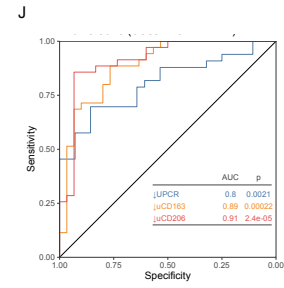 J
1.00
0.75
0.50
0.25
0.00
Sensitivity
AUC p
↓UPCR 0.8 0.0021
↓uCD163 0.89 0.00022
↓uCD206 0.91 2.4e-05
1.00 0.75 0.50 0.25 0.00
Specificity